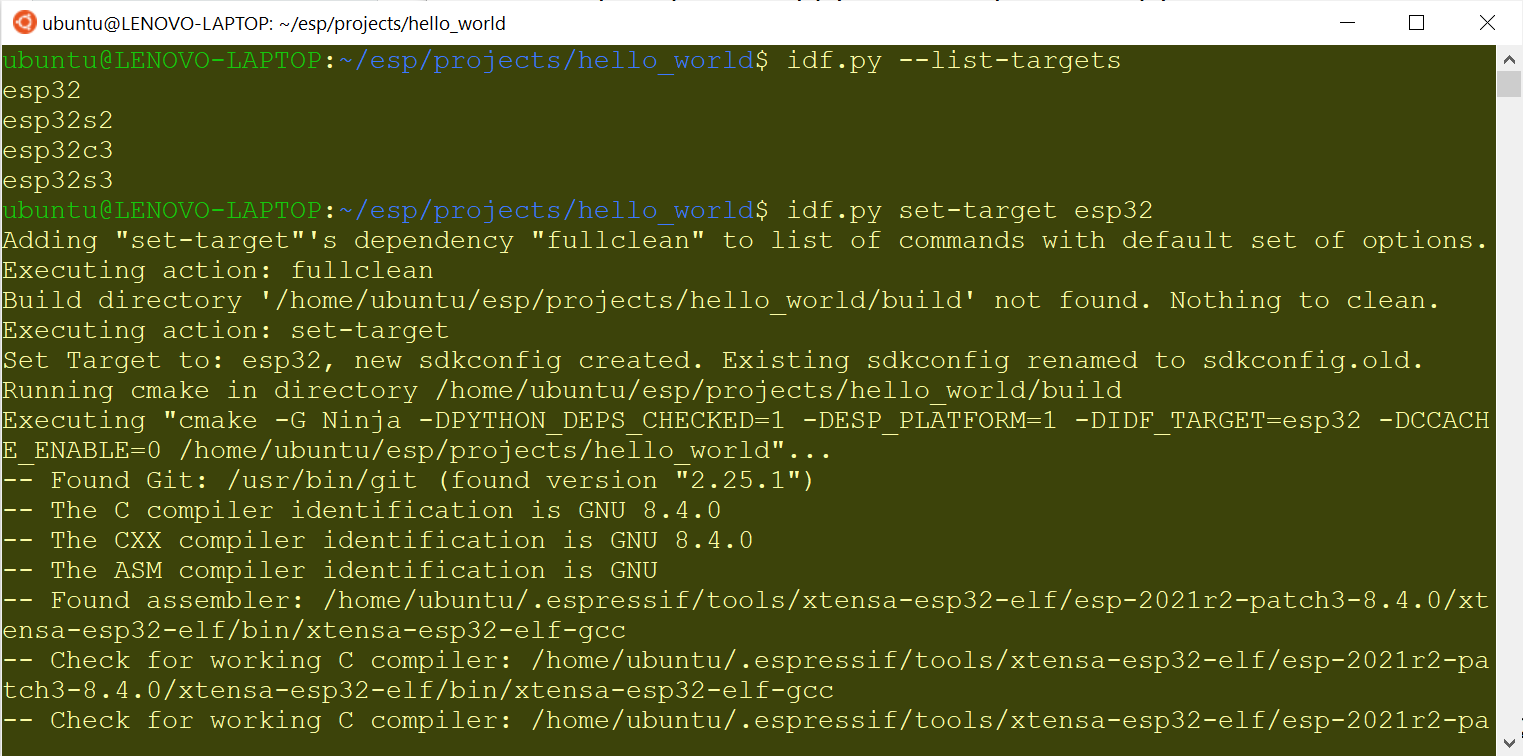 ubuntu@LENOVO-LAPTOP: ~/esp/projects/hello_world
ubuntu@LENOVO-LAPTOP:~/esp/projects/hello_world$ idf.py --list-targets
esp32
esp32s2
esp32c3
esp32s3
ubuntu@LENOVO-LAPTOP:~/esp/projects/hello_world$ idf.py set-target esp32
Adding "set-target"'s dependency "fullclean" to list of commands with default set of options.
Executing action: fullclean
Build directory '/home/ubuntu/esp/projects/hello_world/build' not found. Nothing to clean.
Executing action: set-target
Set Target to: esp32, new sdkconfig created. Existing sdkconfig renamed to sdkconfig.old.
Running cmake in directory /home/ubuntu/esp/projects/hello_world/build
Executing "cmake -G Ninja -DPYTHON_DEPS_CHECKED=1 -DESP_PLATFORM=1 -DIDF_TARGET=esp32 -DCCACH
E_ENABLE=0 /home/ubuntu/esp/projects/hello_world"...
-- Found Git: /usr/bin/git (found version "2.25.1")
-- The C compiler identification is GNU 8.4.0
-- The CXX compiler identification is GNU 8.4.0
-- The ASM compiler identification is GNU
-- Found assembler: /home/ubuntu/.espressif/tools/xtensa-esp32-elf/esp-2021r2-patch3-8.4.0/xt
ensa-esp32-elf/bin/xtensa-esp32-elf-gcc
-- Check for working C compiler: /home/ubuntu/.espressif/tools/xtensa-esp32-elf/esp-2021r2-pa
tch3-8.4.0/xtensa-esp32-elf/bin/xtensa-esp32-elf-gcc
-- Check for working C compiler: /home/ubuntu/.espressif/tools/xtensa-esp32-elf/esp-2021r2-pa